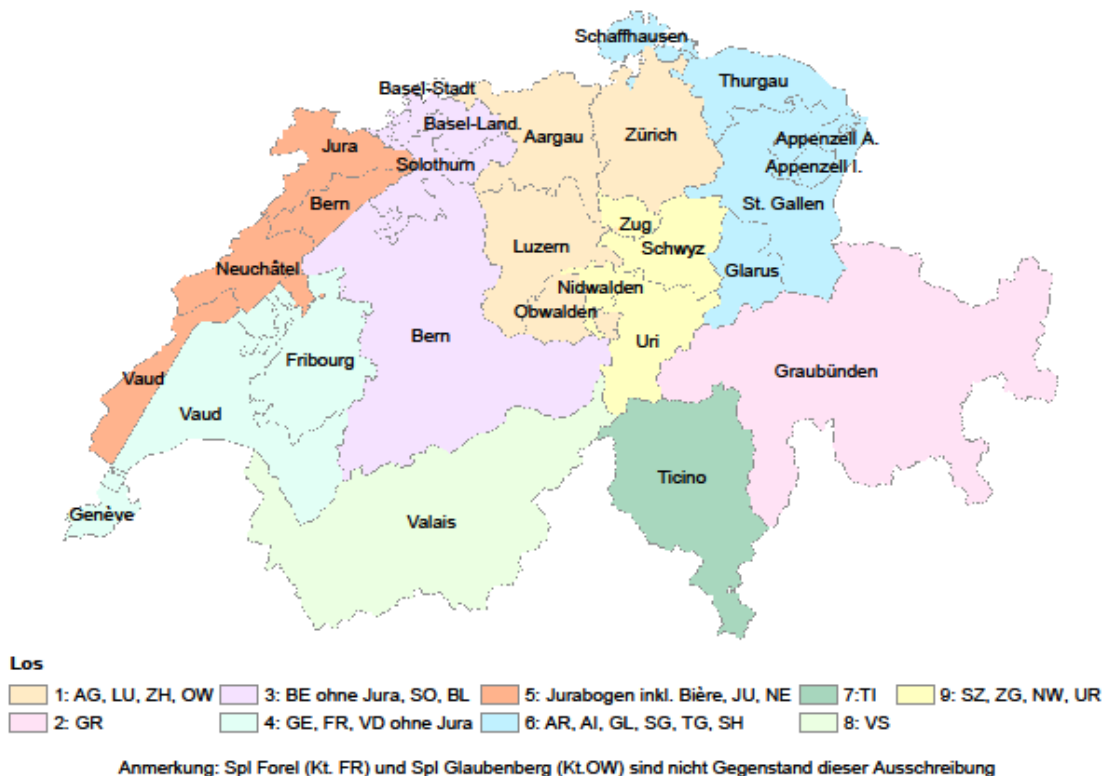 Schaffhausen
Thurgau
Basel-Stadt
Basel-Land
Aargau
Zürich
Appenzell A.
Jura
Solothurn
Appenzell I.
Bern
St. Gallen
Zug
Luzern
Schwyz
Neuchâtel
Glarus
Nidwalden
Obwalden
Bern
Uri
Fribourg
Graubünden
Vaud
Vaud
Ticino
Genève
Valais
Los
1: AG, LU, ZH, OW
3: BE ohne Jura, SO, BL
5: Jurabogen inkl. Bière, JU, NE
7:TI
9: SZ, ZG, NW, UR
2: GR
4: GE, FR, VD ohne Jura
6: AR, AI, GL, SG, TG, SH
8: VS
Anmerkung: Spl Forel (Kt. FR) und Spl Glaubenberg (Kt.OW) sind nicht Gegenstand dieser Ausschreibung